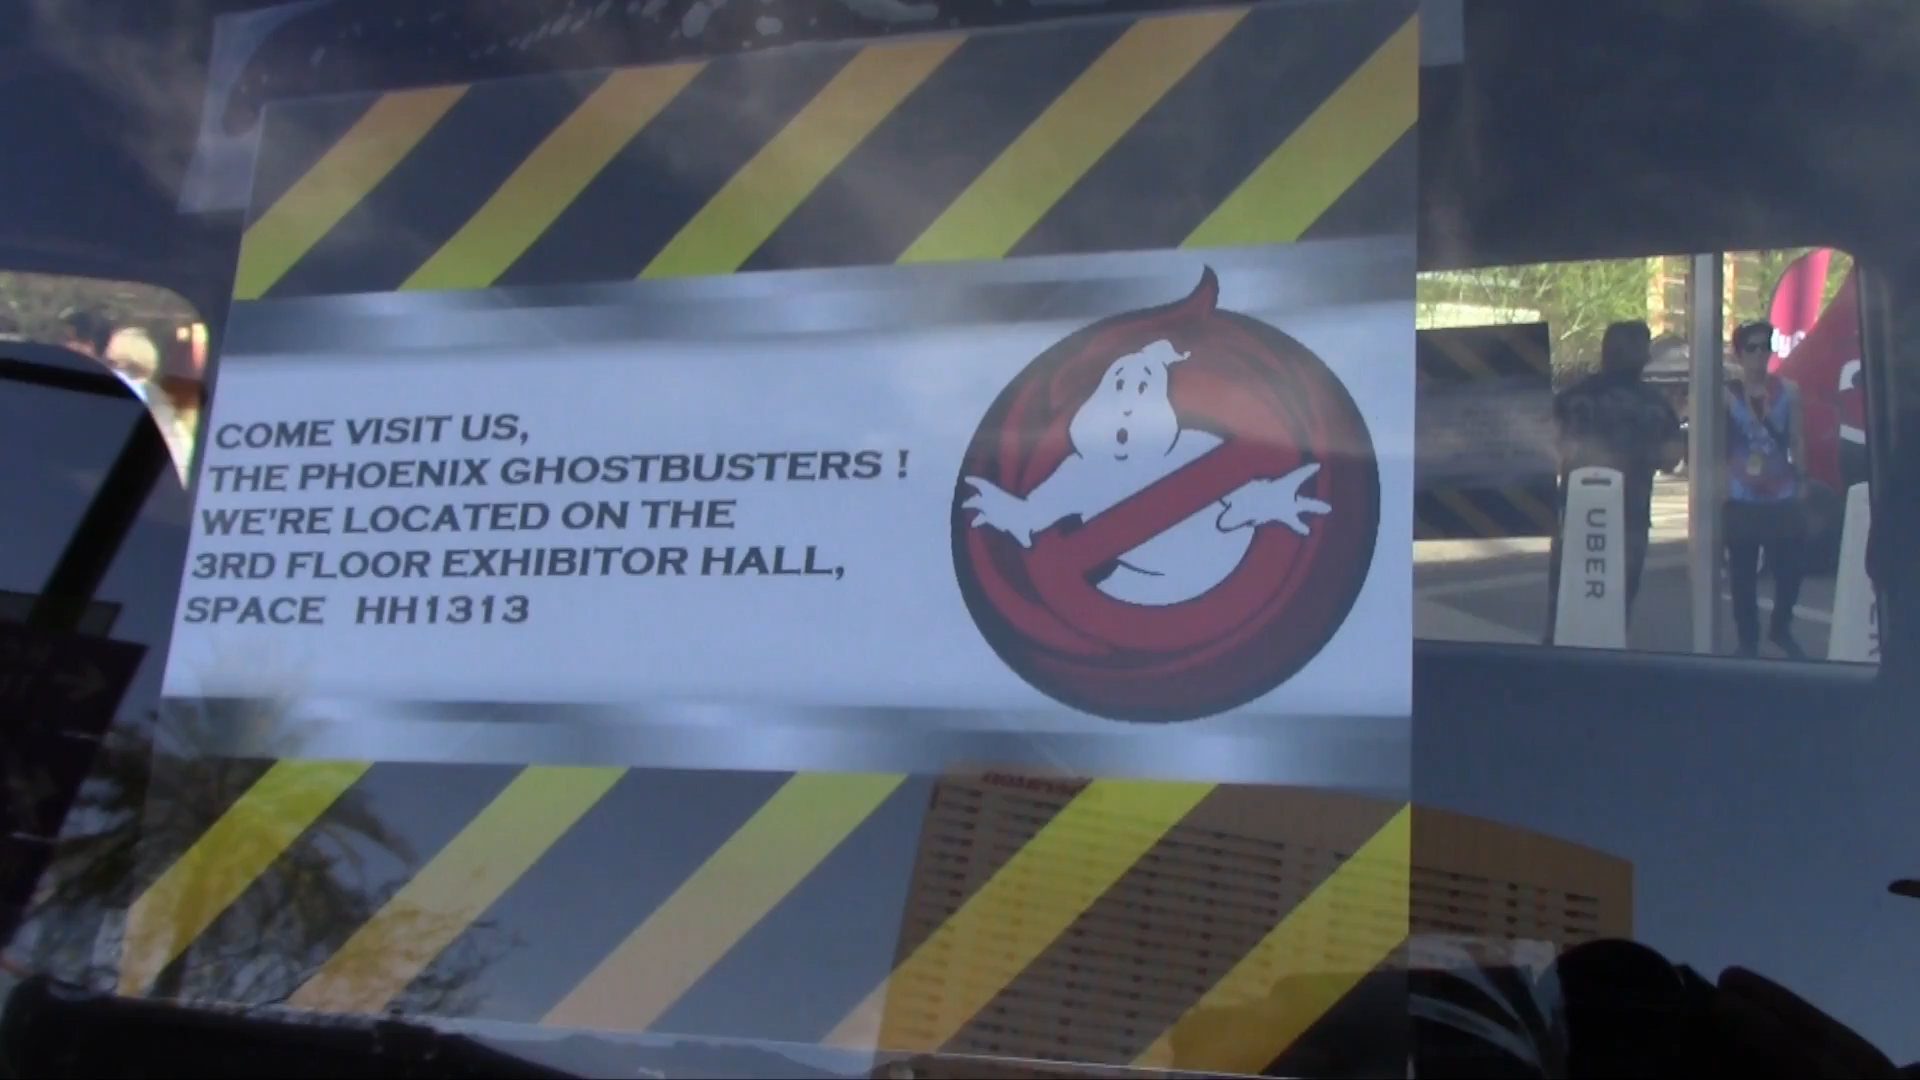 COME VISIT US,
THE PHOENIX GHOSTBUSTERS !
WE'RE LOCATED ON THE
3RD FLOOR EXHIBITOR HALL,
SPACE HH1313
UBER